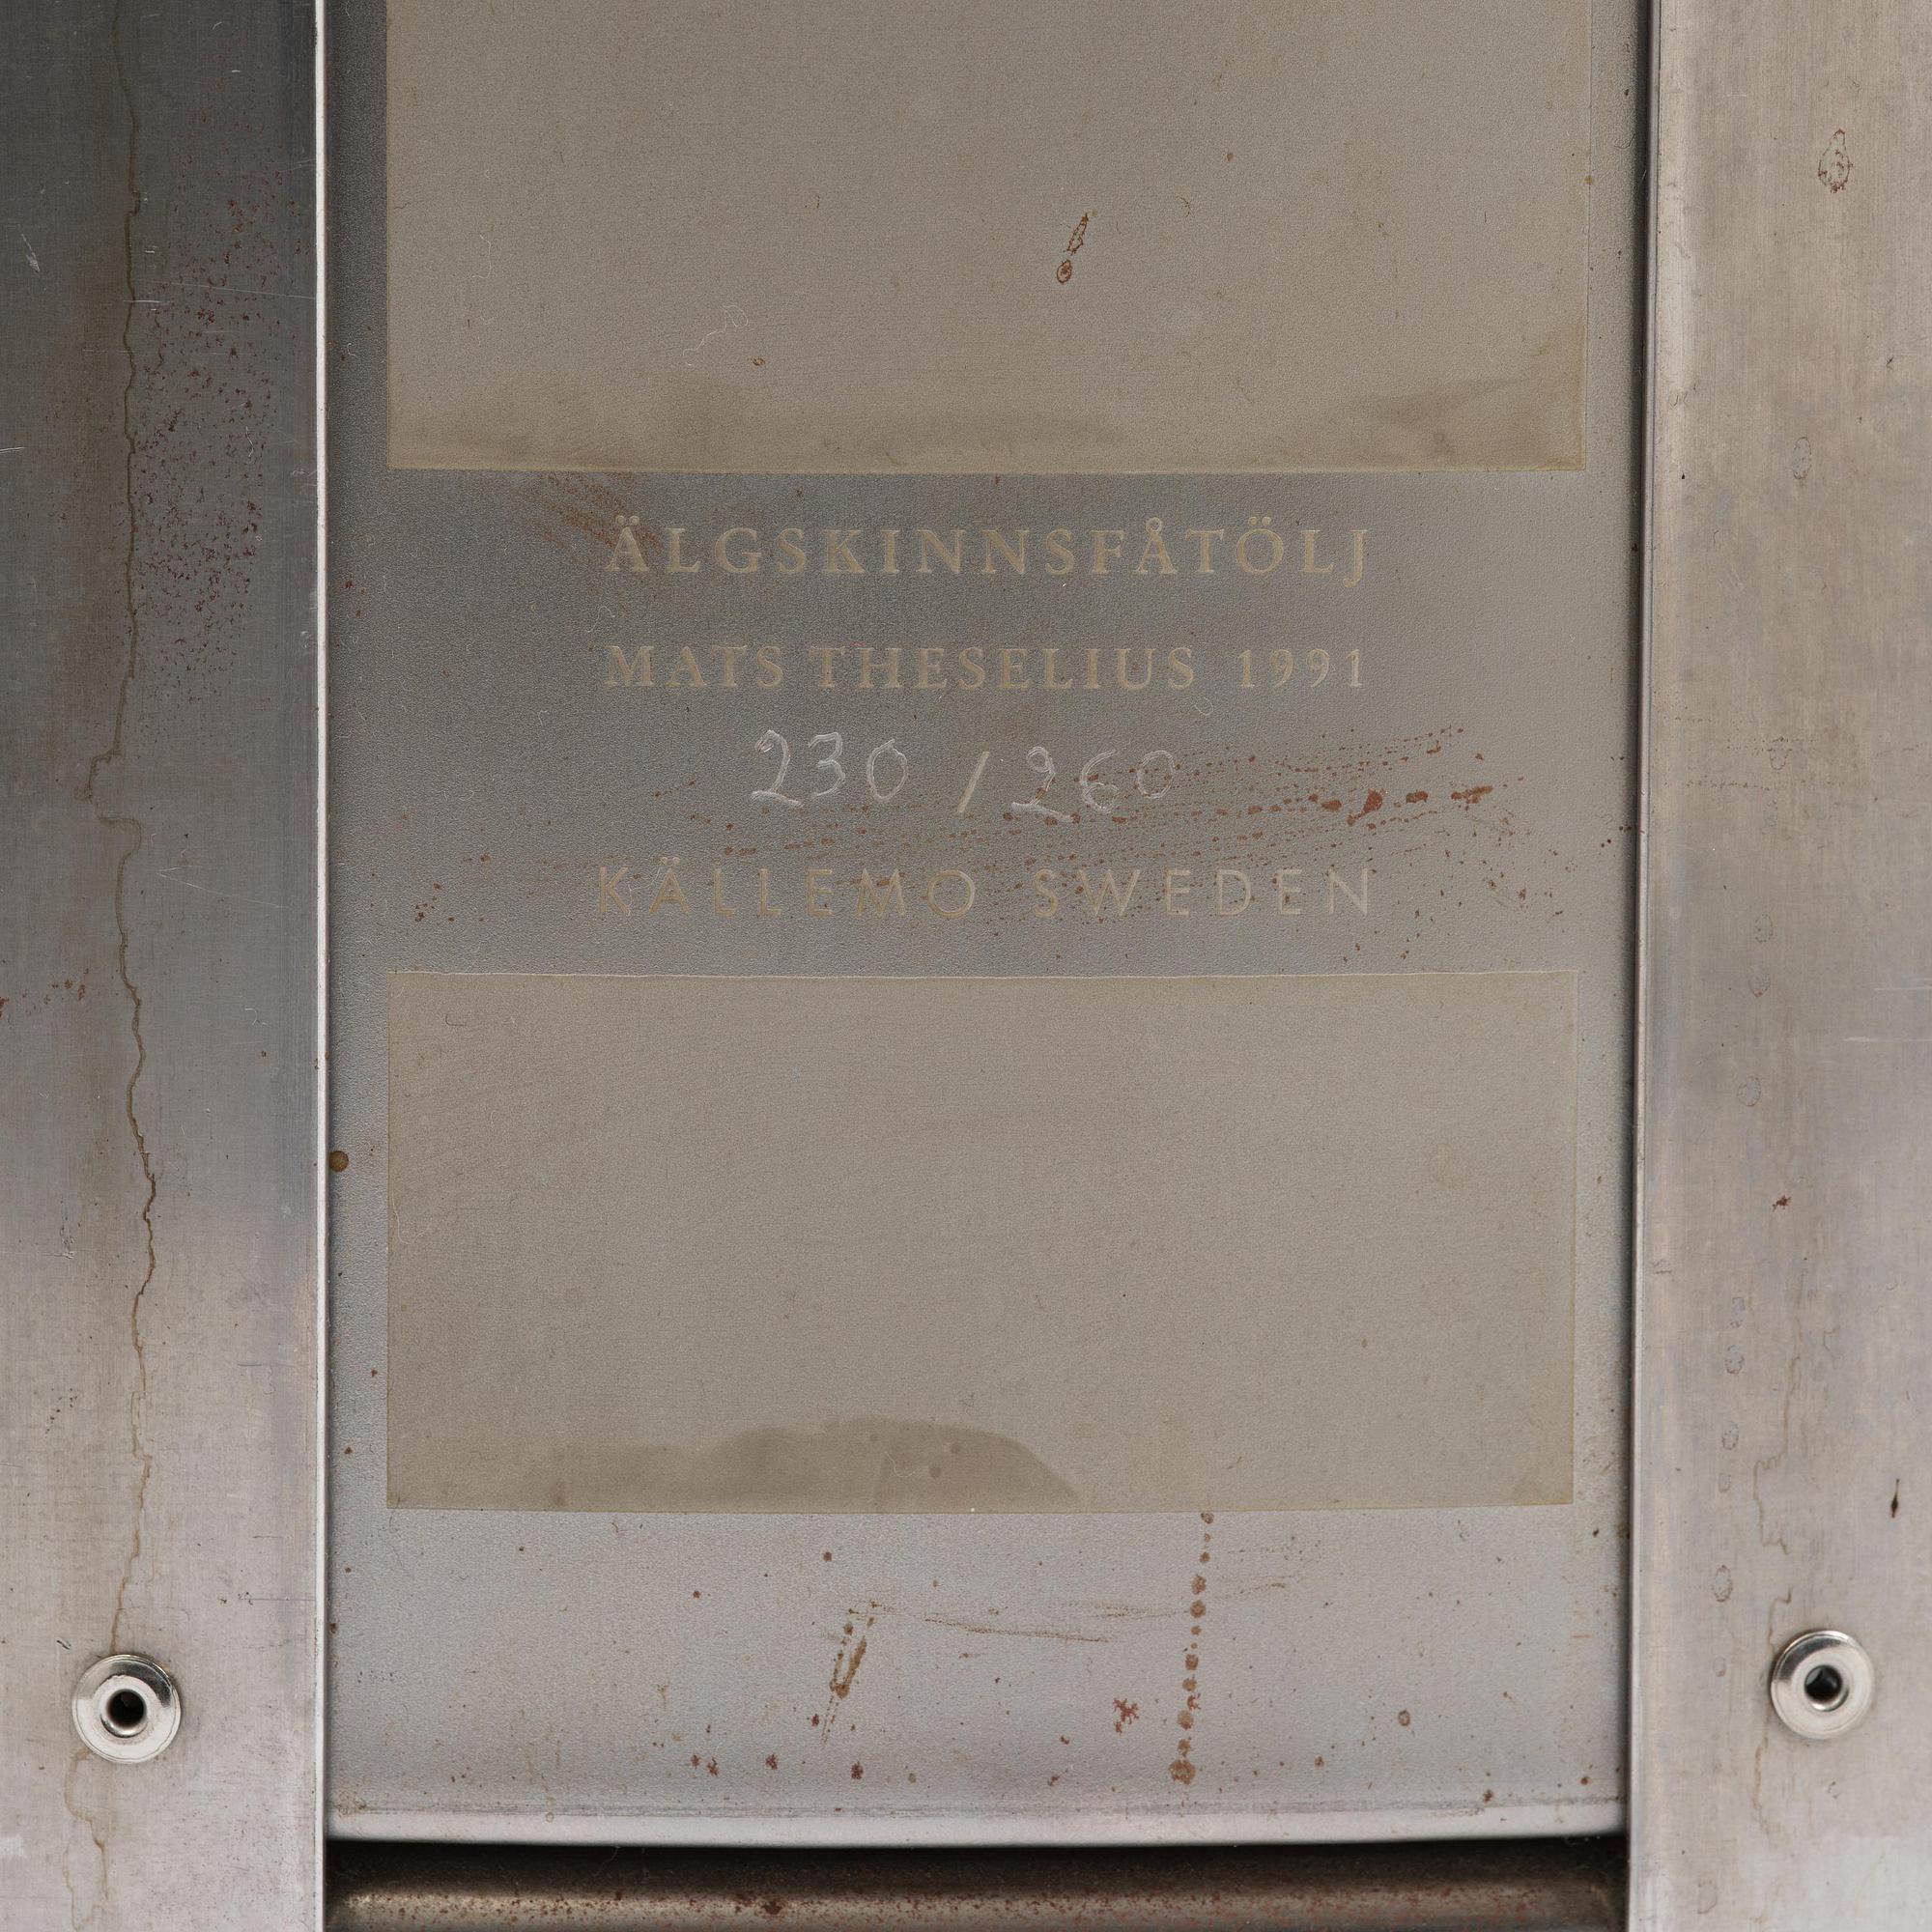 ÄLGSKINNSFÅTÖLJ
MATS THESELIUS 1991
230 / 260
KÄLLEMO SWEDEN